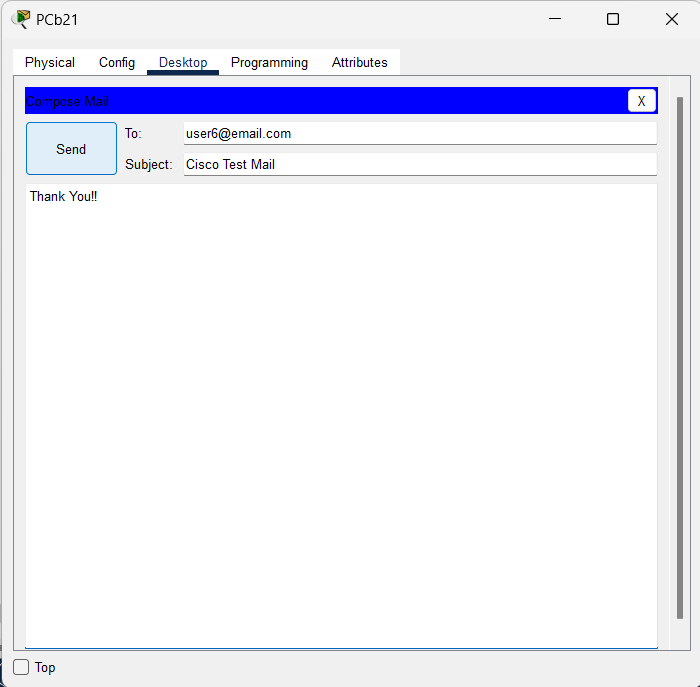 PCb21
Physical Config Desktop Programming Attributes
Compose Mail
X
Send
To: user6@email.com
Subject: Cisco Test Mail
Thank You!!
Top